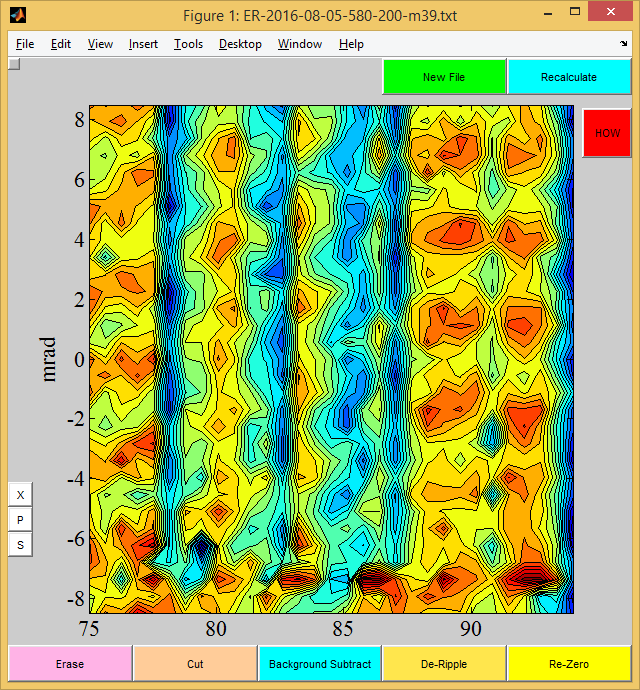 Figure 1: ER-2016-08-05-580-200-m39.txt
File Edit View Insert Tools Desktop Window Help
New File Recalculate
HOW
8
6
4
2
0
-2
-4
-6
-8
mrad
75 80 85 90
X
P
S
Erase Cut Background Subtract De-Ripple Re-Zero